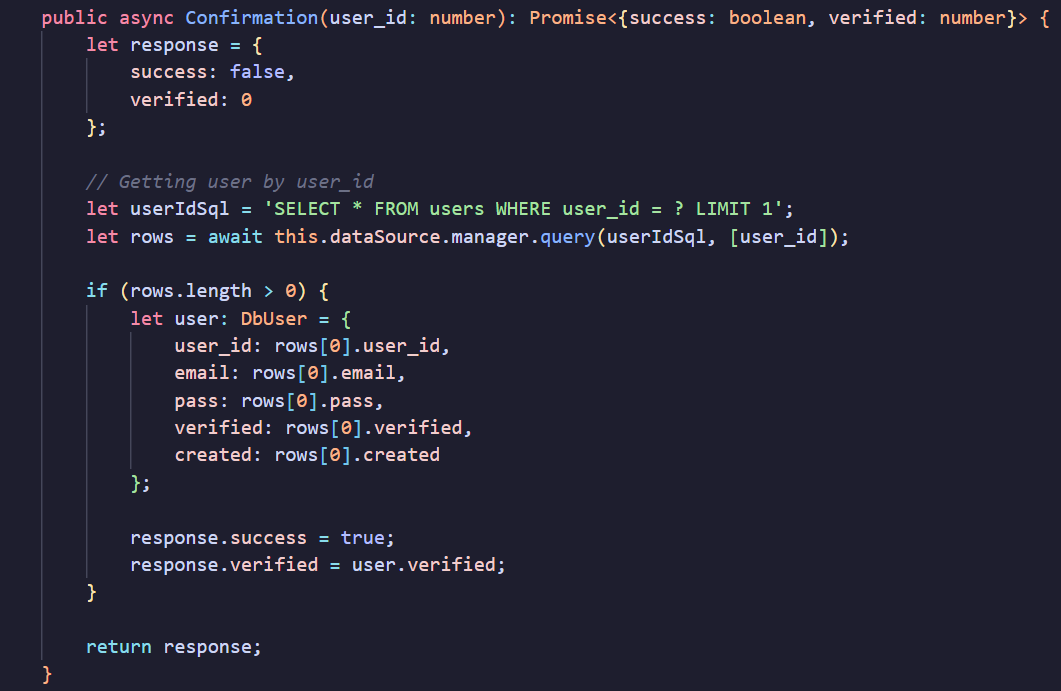 public async Confirmation(user_id: number): Promise<{success: boolean, verified: number}> {
    let response = {
        success: false,
        verified: 0
    };

    // Getting user by user_id
    let userIdSql = 'SELECT * FROM users WHERE user_id = ? LIMIT 1';
    let rows = await this.dataSource.manager.query(userIdSql, [user_id]);

    if (rows.length > 0) {
        let user: DbUser = {
            user_id: rows[0].user_id,
            email: rows[0].email,
            pass: rows[0].pass,
            verified: rows[0].verified,
            created: rows[0].created
        };

        response.success = true;
        response.verified = user.verified;
    }

    return response;
}